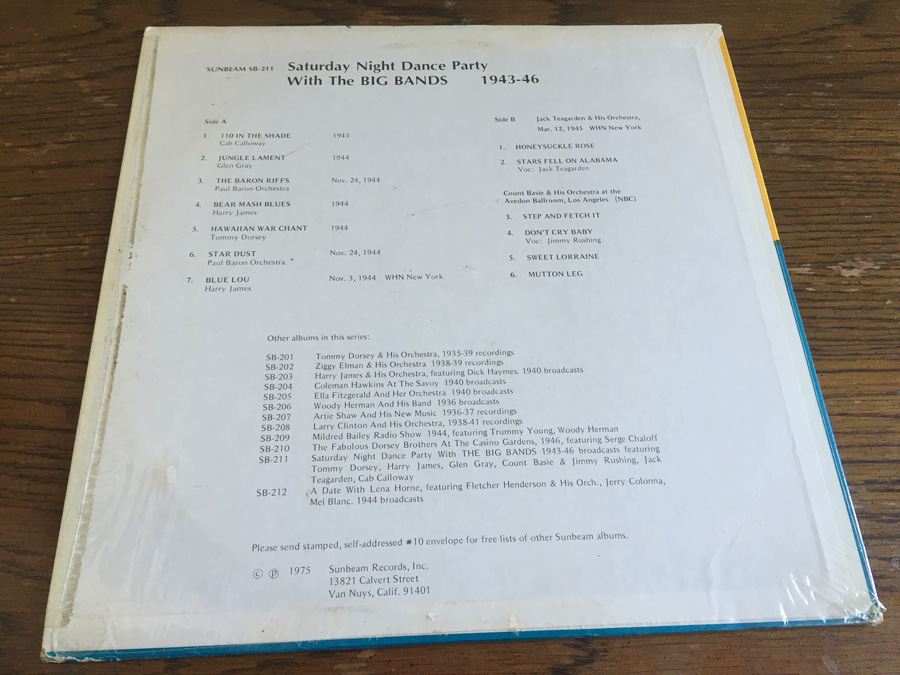 SUNBEAM SB-211 Saturday Night Dance Party
With The BIG BANDS 1943-46
Side A
1. 110 IN THE SHADE 1943
Cab Calloway
2. JUNGLE LAMENT 1944
Glen Gray
3. THE BARON RIFFS Nov. 24, 1944
Paul Baron Orchestra
4. BEAR MASH BLUES 1944
Harry James
5. HAWAIIAN WAR CHANT 1944
Tommy Dorsey
6. STAR DUST Nov. 24, 1944
Paul Baron Orchestra
7. BLUE LOU Nov. 3, 1944 WHN New York
Harry James
Side B Jack Teagarden & His Orchestra,
Mar. 12, 1945 WHN New York
1. HONEYSUCKLE ROSE
2. STARS FELL ON ALABAMA
Voc: Jack Teagarden
Count Basie & His Orchestra at the
Avedon Ballroom, Los Angeles (NBC)
3. STEP AND FETCH IT
4. DON'T CRY BABY
Voc: Jimmy Rushing
5. SWEET LORRAINE
6. MUTTON LEG
Other albums in this series:
SB-201 Tommy Dorsey & His Orchestra, 1935-39 recordings
SB-202 Ziggy Elman & His Orchestra 1938-39 recordings
SB-203 Harry James & His Orchestra, featuring Dick Haymes. 1940 broadcasts
SB-204 Coleman Hawkins At The Savoy 1940 broadcasts
SB-205 Ella Fitzgerald And Her Orchestra 1940 broadcasts
SB-206 Woody Herman And His Band 1936 broadcasts
SB-207 Artie Shaw And His New Music 1936-37 recordings
SB-208 Larry Clinton And His Orchestra, 1938-41 recordings
SB-209 Mildred Bailey Radio Show 1944, featuring Trummy Young, Woody Herman
SB-210 The Fabulous Dorsey Brothers At The Casino Gardens, 1946, featuring Serge Chaloff
SB-211 Saturday Night Dance Party With THE BIG BANDS 1943-46 broadcasts featuring
Tommy Dorsey, Harry James, Glen Gray, Count Basie & Jimmy Rushing, Jack
Teagarden, Cab Calloway
SB-212 A Date With Lena Horne, featuring Fletcher Henderson & His Orch., Jerry Colonna,
Mel Blanc. 1944 broadcasts
Please send stamped, self-addressed #10 envelope for free lists of other Sunbeam albums.
© ℗ 1975 Sunbeam Records, Inc.
13821 Calvert Street
Van Nuys, Calif. 91401